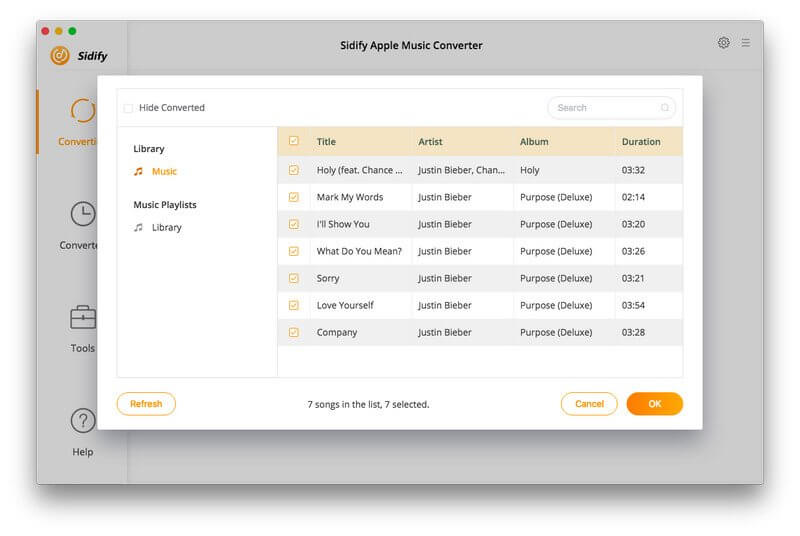 Sidify
Sidify Apple Music Converter
Hide Converted
Search
Library
Music
Music Playlists
Library
Title Artist Album Duration
Holy (feat. Chance ... Justin Bieber, Chan... Holy 03:32
Mark My Words Justin Bieber Purpose (Deluxe) 02:14
I'll Show You Justin Bieber Purpose (Deluxe) 03:20
What Do You Mean? Justin Bieber Purpose (Deluxe) 03:26
Sorry Justin Bieber Purpose (Deluxe) 03:21
Love Yourself Justin Bieber Purpose (Deluxe) 03:54
Company Justin Bieber Purpose (Deluxe) 03:28
Refresh
7 songs in the list, 7 selected.
Cancel
OK
Converti
Converte
Tools
Help